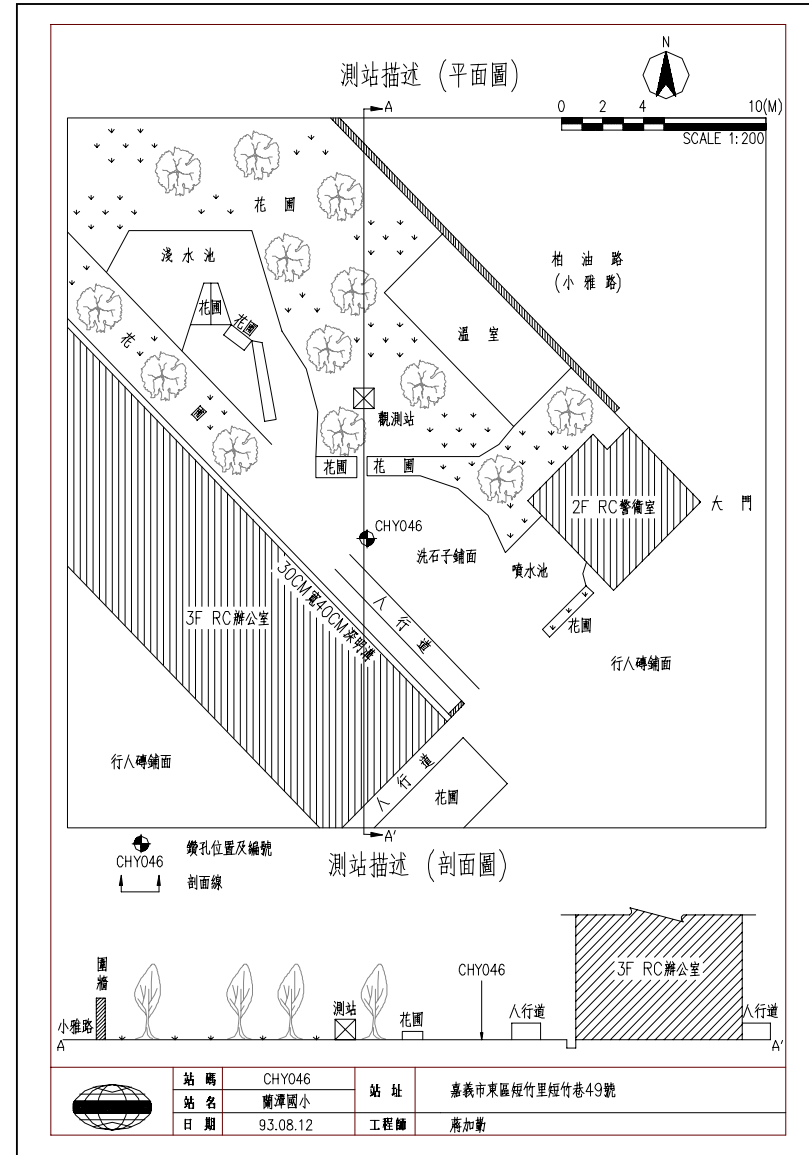 測站描述 (平面圖)
N
A
0 2 4 10(M)
SCALE 1:200
花 圃
淺 水 池
柏 油 路
(小 雅 路)
花圃
花圃
溫 室
花
圃
觀測站
花圃
花 圃
2F RC警衛室
大 門
CHY046
洗石子鋪面
噴水池
30CM寬40CM深明溝
人 行 道
3F RC辦公室
花圃
行人磚鋪面
行人磚鋪面
人 行 道
花圃
A'
CHY046
鑽孔位置及編號
剖面線
測站描述 (剖面圖)
圍牆
小雅路
A
測站
花圃
CHY046
人行道
3F RC辦公室
人行道
A'
站 碼 CHY046
站 名 蘭潭國小
日 期 93.08.12
站 址 嘉義市東區短竹里短竹巷49號
工程師 蔣加勤